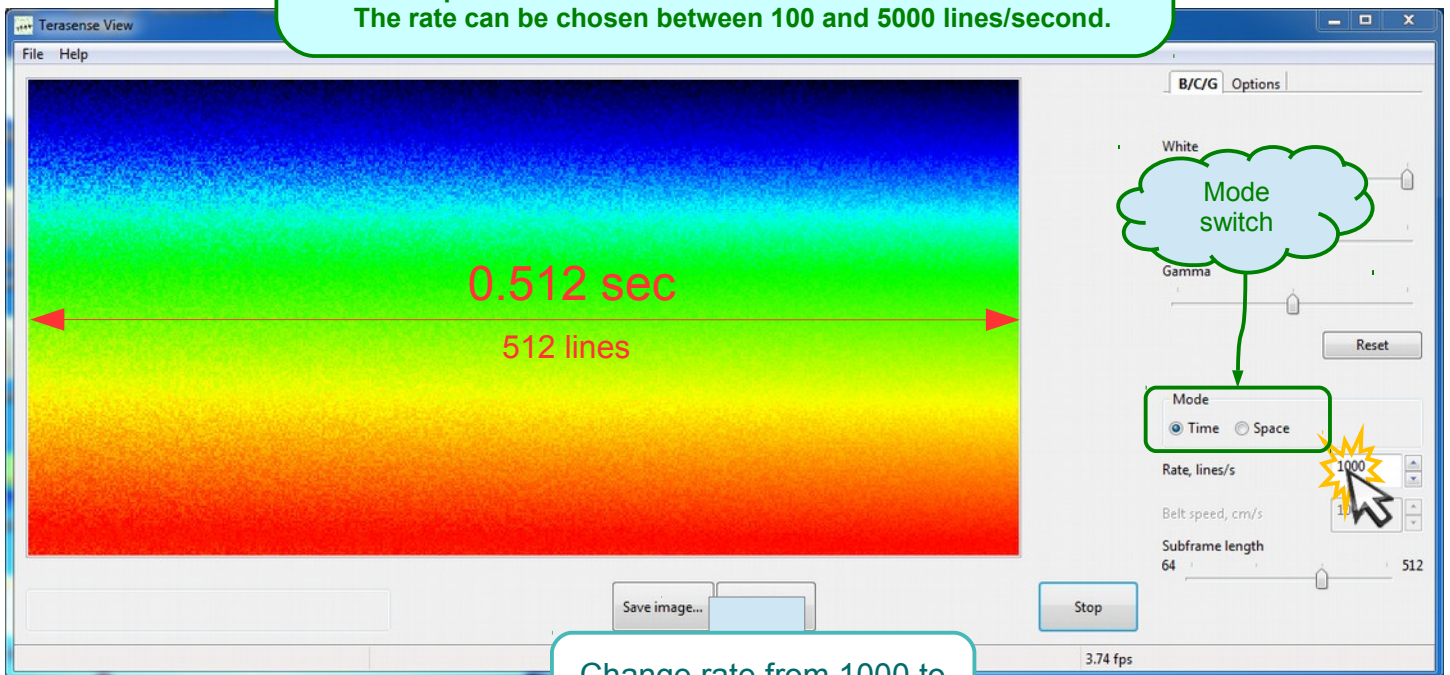 The rate can be chosen between 100 and 5000 lines/second.
Terasense View
File Help
B/C/G Options
White
Mode
switch
Gamma
0.512 sec
512 lines
Reset
Mode
Time Space
Rate, lines/s 1000
Belt speed, cm/s
Subframe length
64 512
Save image...
Stop
Change rate from 1000 to
3.74 fps